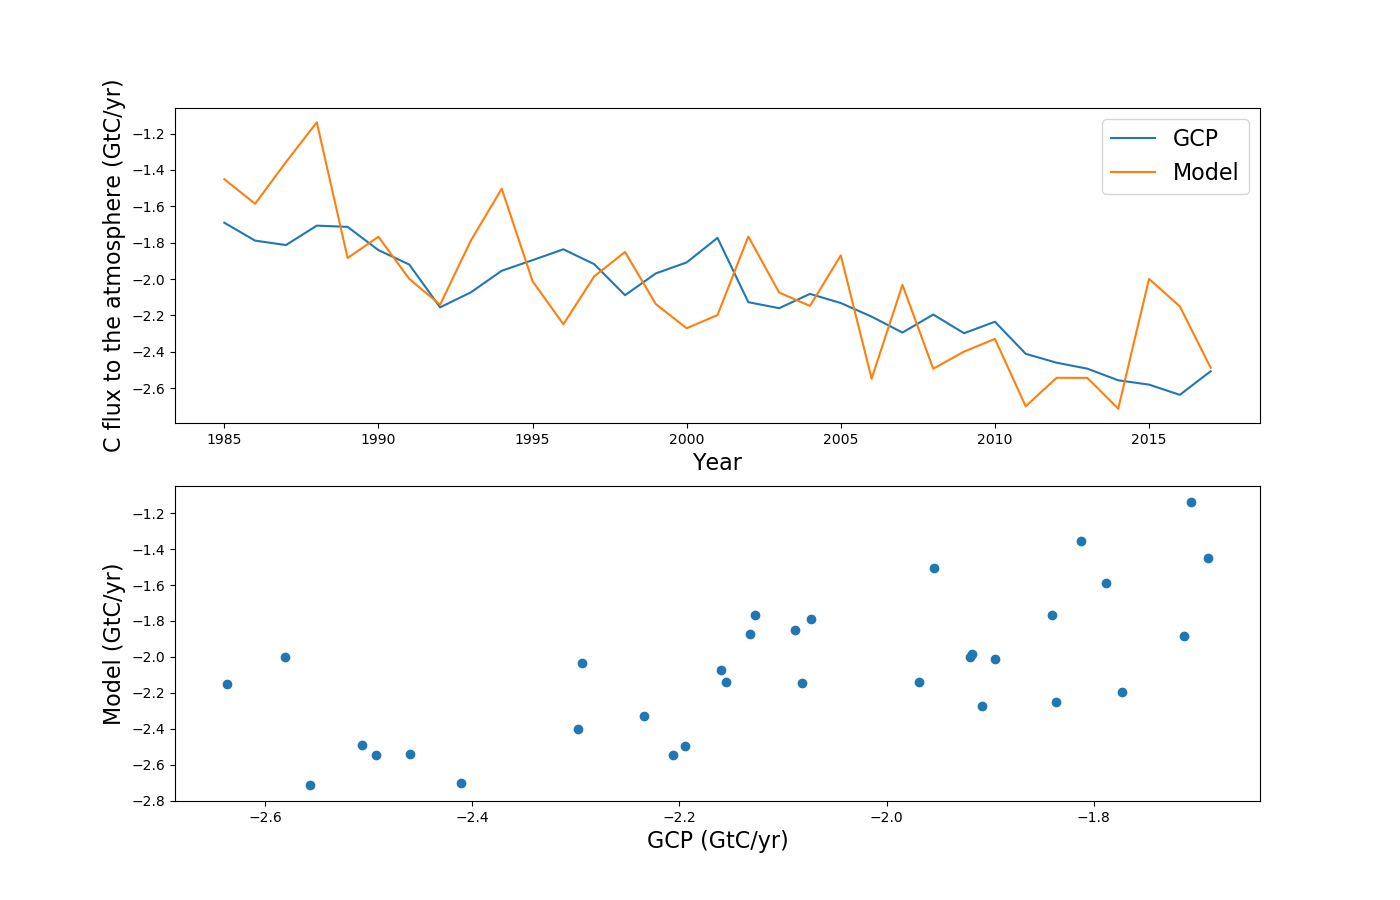 C flux to the atmosphere (GtC/yr)
−1.2
−1.4
−1.6
−1.8
−2.0
−2.2
−2.4
−2.6
GCP
Model
1985 1990 1995 2000 2005 2010 2015
Year
Model (GtC/yr)
−1.2
−1.4
−1.6
−1.8
−2.0
−2.2
−2.4
−2.6
−2.8
−2.6 −2.4 −2.2 −2.0 −1.8
GCP (GtC/yr)